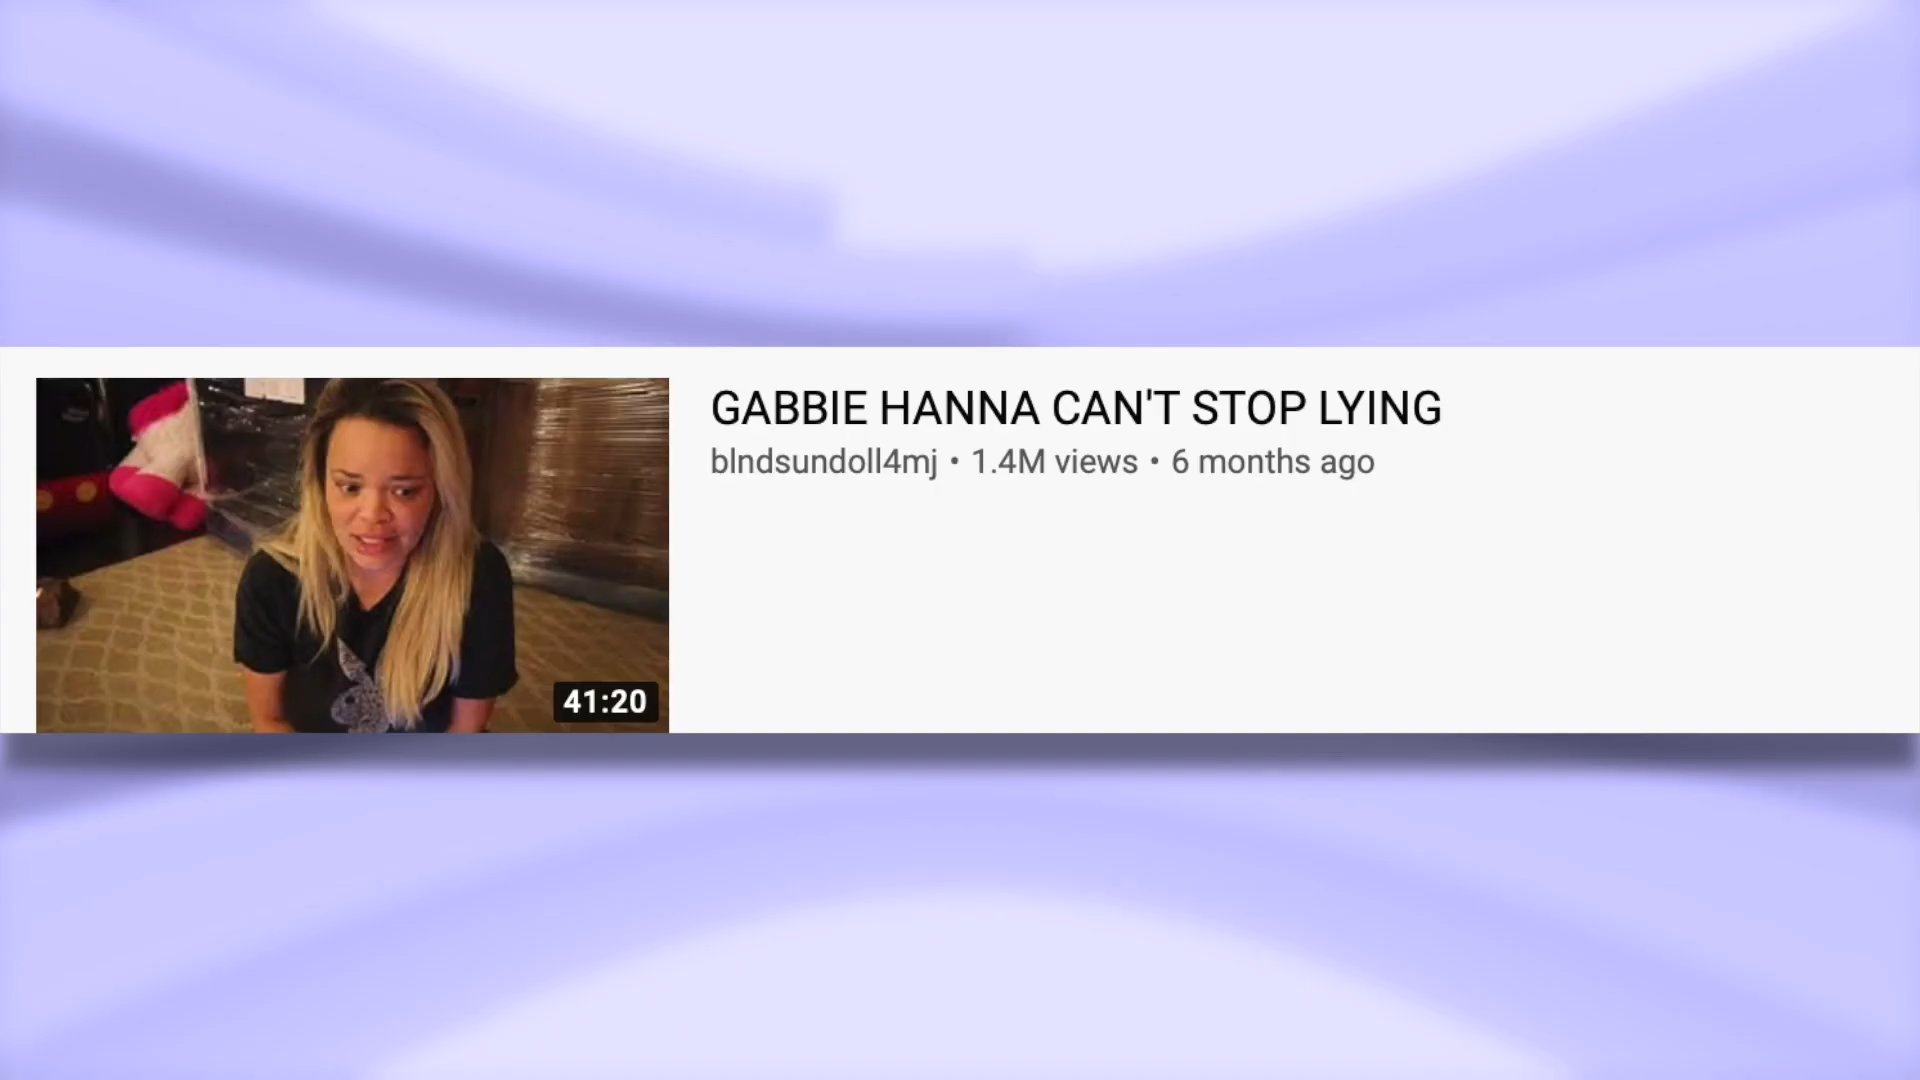 GABBIE HANNA CAN'T STOP LYING
blndsundoll4mj • 1.4M views • 6 months ago
41:20